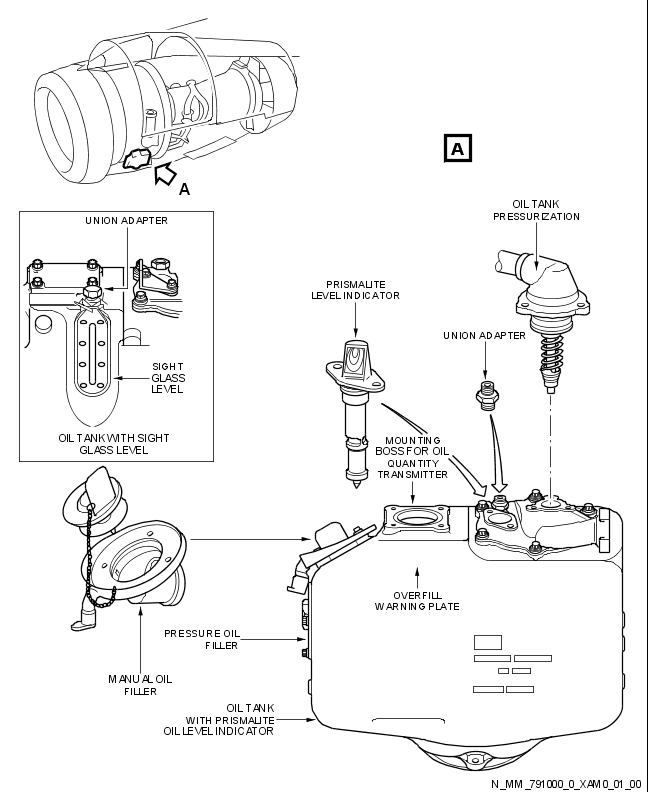 A
A
UNION ADAPTER
SIGHT
GLASS
LEVEL
OIL TANK WITH SIGHT
GLASS LEVEL
OIL TANK
PRESSURIZATION
PRISMALITE
LEVEL INDICATOR
UNION ADAPTER
MOUNTING
BOSS FOR OIL
QUANTITY
TRANSMITTER
OVERFILL
WARNING PLATE
PRESSURE OIL
FILLER
MANUAL OIL
FILLER
OIL TANK
WITH PRISMALITE
OIL LEVEL INDICATOR
N_MM_791000_0_XAM0_01_00